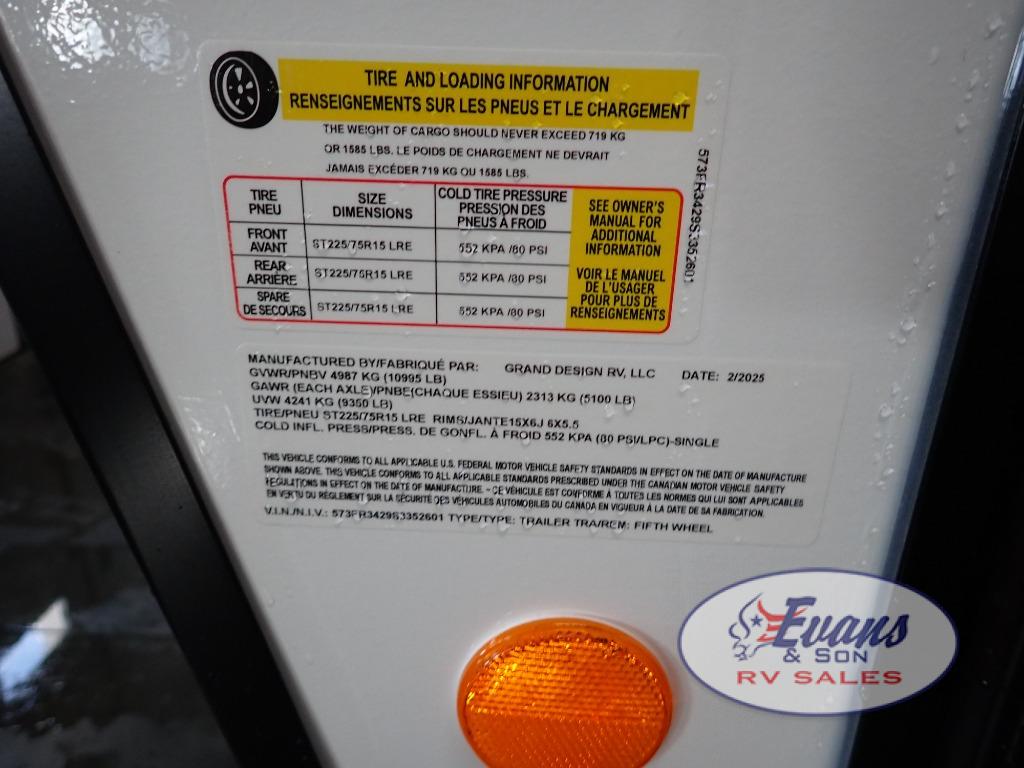 TIRE AND LOADING INFORMATION
RENSEIGNEMENTS SUR LES PNEUS ET LE CHARGEMENT
THE WEIGHT OF CARGO SHOULD NEVER EXCEED 719 KG
OR 1585 LBS. LE POIDS DE CHARGEMENT NE DEVRAIT
JAMAIS EXCÉDER 719 KG OU 1585 LBS.
TIRE PNEU SIZE DIMENSIONS COLD TIRE PRESSURE PRESSION DES PNEUS À FROID
FRONT AVANT ST225/75R15 LRE 552 KPA /80 PSI
REAR ARRIÈRE ST225/75R15 LRE 552 KPA /80 PSI
SPARE DE SECOURS ST225/75R15 LRE 552 KPA /80 PSI
SEE OWNER'S
MANUAL FOR
ADDITIONAL
INFORMATION
VOIR LE MANUEL
DE L'USAGER
POUR PLUS DE
RENSEIGNEMENTS
573FR3429S3352601
MANUFACTURED BY/FABRIQUÉ PAR: GRAND DESIGN RV, LLC DATE: 2/2025
GVWR/PNBV 4987 KG (10995 LB)
GAWR (EACH AXLE)/PNBE(CHAQUE ESSIEU) 2313 KG (5100 LB)
UVW 4241 KG (9350 LB)
TIRE/PNEU ST225/75R15 LRE RIMS/JANTE15X6J 6X5.5
COLD INFL. PRESS/PRESS. DE GONFL. À FROID 552 KPA (80 PSI/LPC)-SINGLE
THIS VEHICLE CONFORMS TO ALL APPLICABLE U.S. FEDERAL MOTOR VEHICLE SAFETY STANDARDS IN EFFECT ON THE DATE OF MANUFACTURE
SHOWN ABOVE. THIS VEHICLE CONFORMS TO ALL APPLICABLE STANDARDS PRESCRIBED UNDER THE CANADIAN MOTOR VEHICLE SAFETY
REGULATIONS IN EFFECT ON THE DATE OF MANUFACTURE. - CE VÉHICULE EST CONFORME À TOUTES LES NORMES QUI LUI SONT APPLICABLES
EN VERTU DU RÈGLEMENT SUR LA SÉCURITÉ DES VÉHICULES AUTOMOBILES DU CANADA EN VIGUEUR À LA DATE DE SA FABRICATION.
V.I.N./N.I.V.: 573FR3429S3352601 TYPE/TYPE: TRAILER TRA/REM: FIFTH WHEEL
Evans
& SON
RV SALES